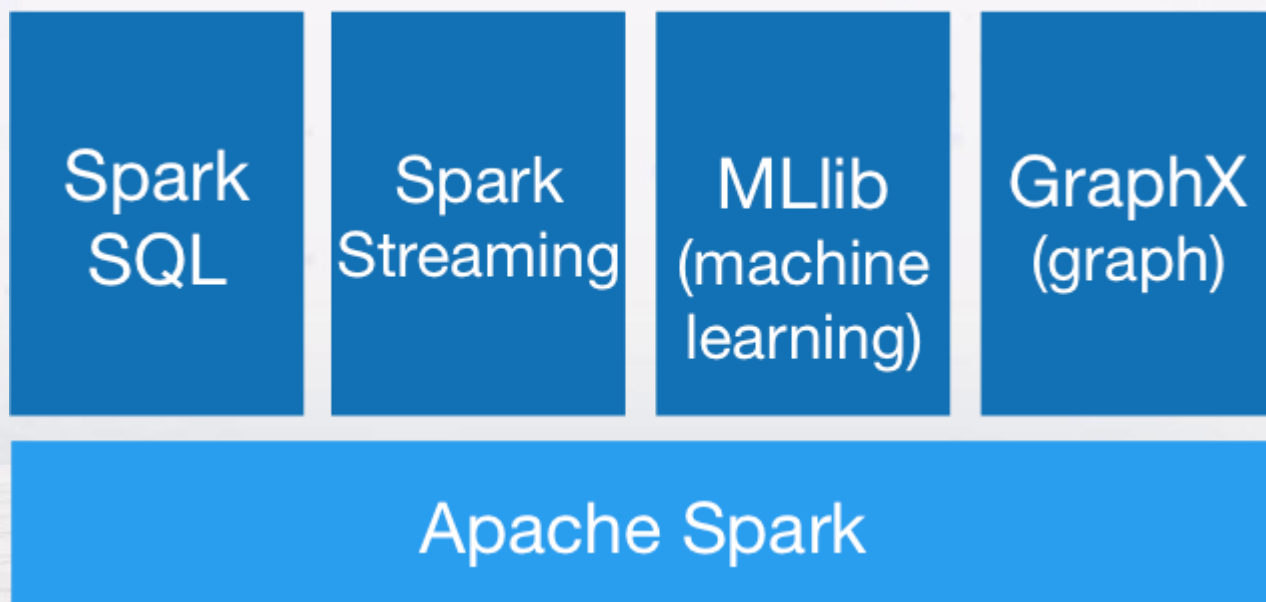 Spark
SQL
Spark
Streaming
MLlib
(machine
learning)
GraphX
(graph)
Apache Spark